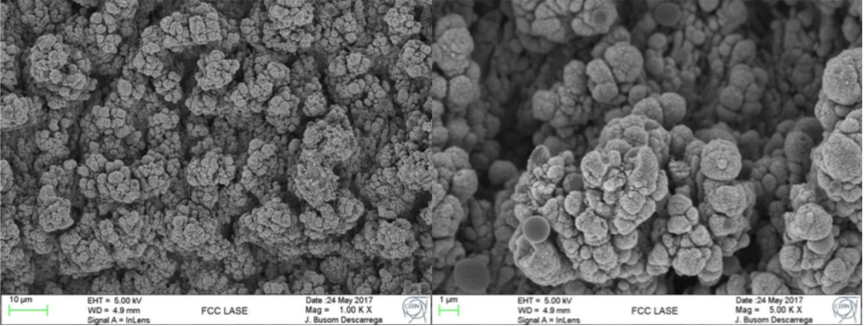 10 µm
EHT = 5.00 kV
WD = 4.9 mm
Signal A = InLens
FCC LASE
Date :24 May 2017
Mag = 1.00 K X
J. Busom Descarrega
1 µm
EHT = 5.00 kV
WD = 4.9 mm
Signal A = InLens
FCC LASE
Date :24 May 2017
Mag = 5.00 K X
J. Busom Descarrega